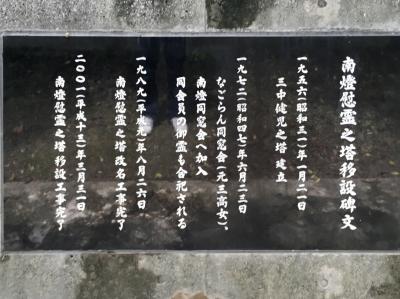 南燈慰霊之塔移設碑文
一九五六(昭和三一)年一月二一日
三中健児之塔 建立
一九七二(昭和四七)年六月二三日
なごらん同窓会(元三高女)、
南燈同窓会へ加入
同会員の御霊も合祀される
一九八九(平成元)年八月二六日
南燈慰霊之塔改名工事完了
二〇〇一(平成十三)年三月三一日
南燈慰霊之塔移設工事完了